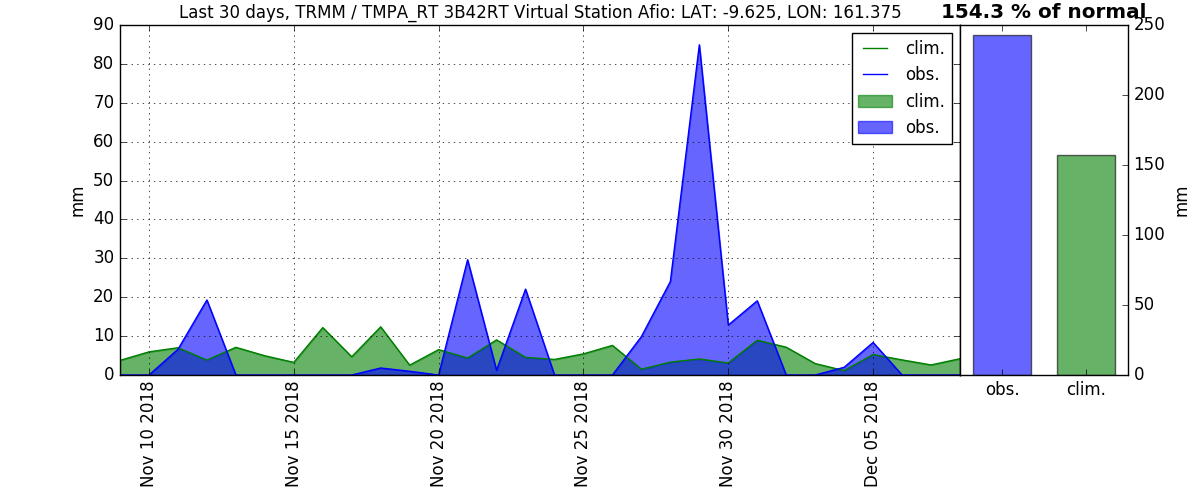 Last 30 days, TRMM / TMPA_RT 3B42RT Virtual Station Afio: LAT: -9.625, LON: 161.375
154.3 % of normal
90
80
70
60
50
40
30
20
10
0
mm
clim.
obs.
clim.
obs.
Nov 10 2018
Nov 15 2018
Nov 20 2018
Nov 25 2018
Nov 30 2018
Dec 05 2018
250
200
150
100
50
0
mm
obs.
clim.